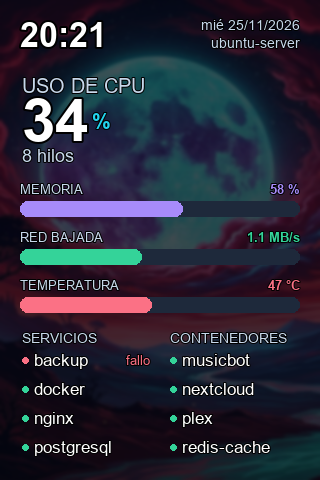 20:21
mié 25/11/2026
ubuntu-server
USO DE CPU
34 %
8 hilos
MEMORIA 58 %
RED BAJADA 1.1 MB/s
TEMPERATURA 47 °C
SERVICIOS CONTENEDORES
backup fallo musicbot
docker nextcloud
nginx plex
postgresql redis-cache